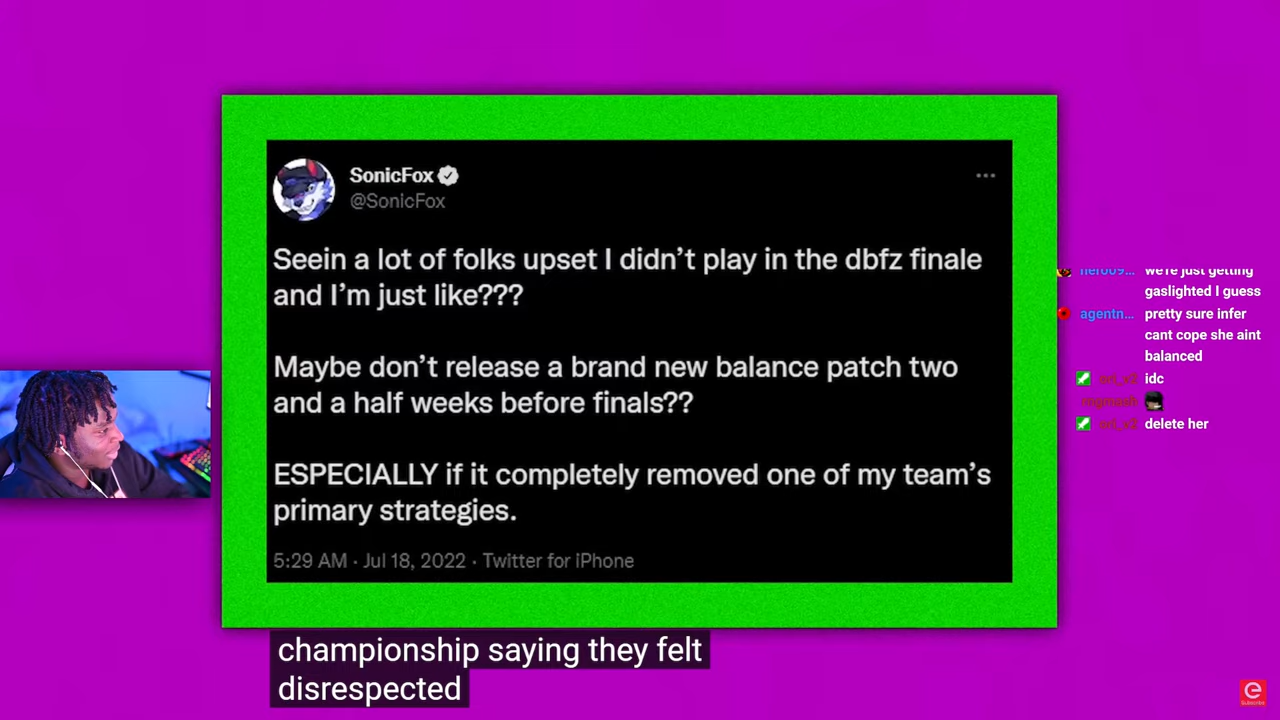 SonicFox
@SonicFox
Seein a lot of folks upset I didn’t play in the dbfz finale
and I’m just like???
Maybe don’t release a brand new balance patch two
and a half weeks before finals??
ESPECIALLY if it completely removed one of my team’s
primary strategies.
5:29 AM · Jul 18, 2022 · Twitter for iPhone
championship saying they felt
disrespected
we're just getting
gaslighted I guess
agentn... pretty sure infer
cant cope she aint
balanced
idc
delete her